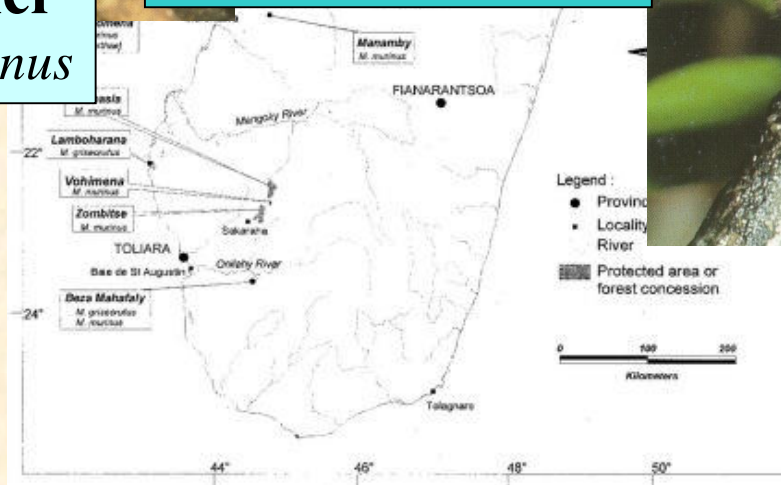 nus
Manamby
M. murinus
FIANARANTSOA
M. murinus
Mangoky River
Lamboharana
M. griseorufus
22°
Vohimena
M. murinus
Legend :
Zombitse
M. murinus
Sakaraha
Locality
River
TOLIARA
Onilahy River
Baie de St Augustin
Protected area or
forest concession
Beza Mahafaly
M. griseorufus
M. murinus
24°
0 100 200
Kilometers
Tolagnaro
44° 46° 48° 50°